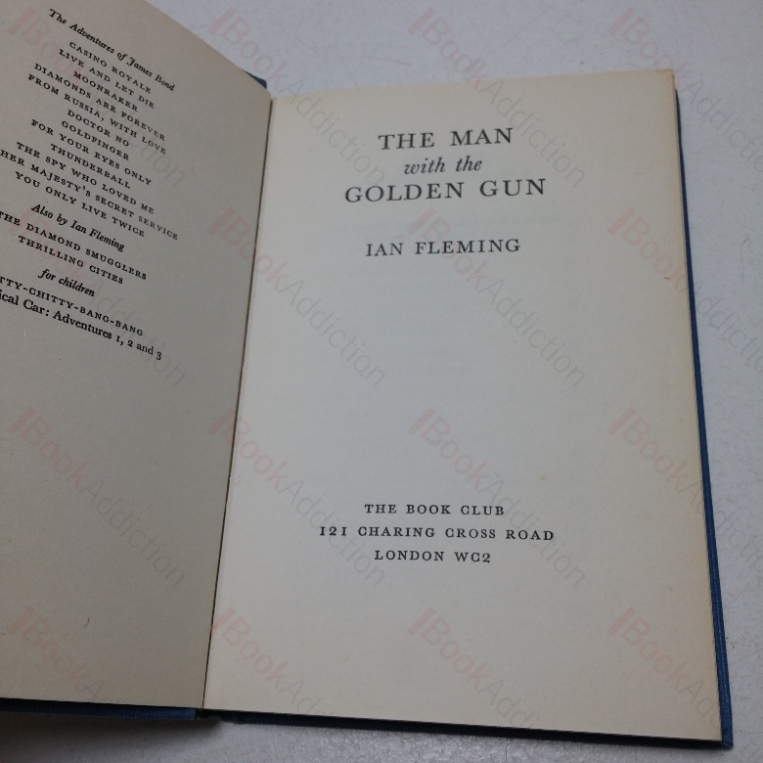 The Adventures of James Bond
CASINO ROYALE
LIVE AND LET DIE
MOONRAKER
DIAMONDS ARE FOREVER
FROM RUSSIA, WITH LOVE
DOCTOR NO
GOLDFINGER
FOR YOUR EYES ONLY
THUNDERBALL
THE SPY WHO LOVED ME
HER MAJESTY'S SECRET SERVICE
YOU ONLY LIVE TWICE
Also by Ian Fleming
THE DIAMOND SMUGGLERS
THRILLING CITIES
for children
TTY-CHITTY-BANG-BANG
ical Car: Adventures 1, 2 and 3
THE MAN
with the
GOLDEN GUN
IAN FLEMING
THE BOOK CLUB
121 CHARING CROSS ROAD
LONDON WC2
BookAddiction